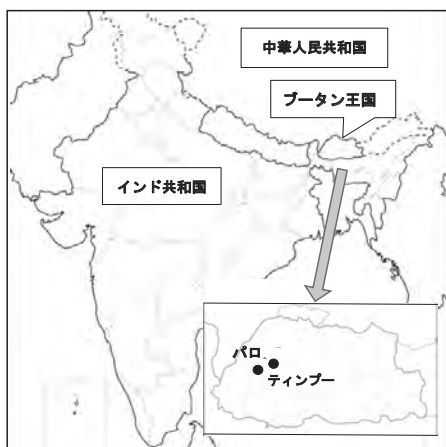 中華人民共和国
ブータン王国
インド共和国
パロ
ティンプー